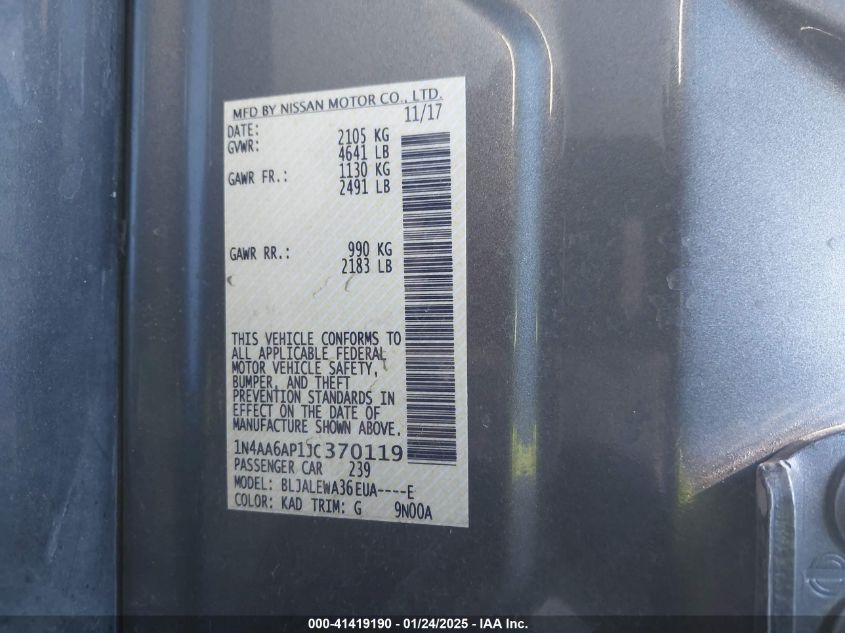 MFD BY NISSAN MOTOR CO., LTD.
DATE: 11/17
GVWR: 2105 KG
4641 LB
GAWR FR.: 1130 KG
2491 LB
GAWR RR.: 990 KG
2183 LB
THIS VEHICLE CONFORMS TO
ALL APPLICABLE FEDERAL
MOTOR VEHICLE SAFETY,
BUMPER, AND THEFT
PREVENTION STANDARDS IN
EFFECT ON THE DATE OF
MANUFACTURE SHOWN ABOVE.
1N4AA6AP1JC370119
PASSENGER CAR 239
MODEL: BLJALEWA36EUA----E
COLOR: KAD TRIM: G 9N00A
000-41419190 - 01/24/2025 - IAA Inc.